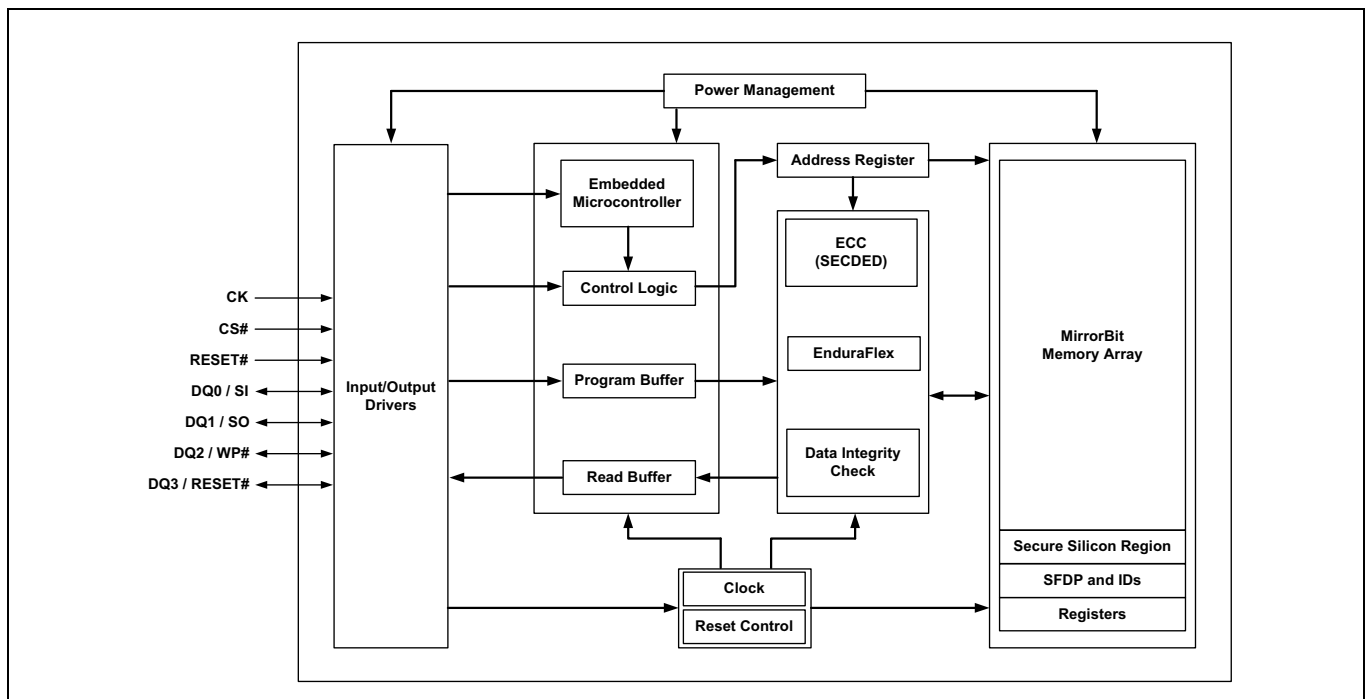 Power Management
Address Register
Embedded
Microcontroller
ECC
(SECDED)
Control Logic
CK
CS#
RESET#
DQ0 / SI
DQ1 / SO
DQ2 / WP#
DQ3 / RESET#
Input/Output
Drivers
EnduraFlex
MirrorBit
Memory Array
Program Buffer
Data Integrity
Check
Read Buffer
Secure Silicon Region
SFDP and IDs
Registers
Clock
Reset Control